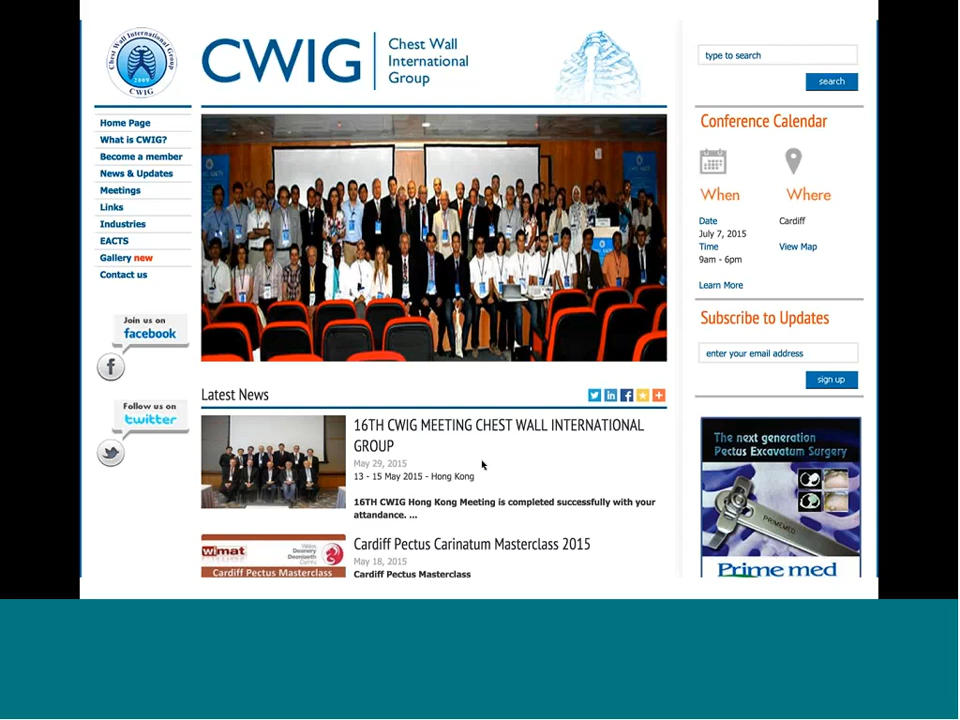 Chest Wall International Group
2009
CWIG
CWIG
Chest Wall
International
Group
type to search
search
Home Page
What is CWIG?
Become a member
News & Updates
Meetings
Links
Industries
EACTS
Gallery new
Contact us
Join us on
facebook
Follow us on
twitter
Conference Calendar
When
Where
Date
Cardiff
July 7, 2015
Time
View Map
9am - 6pm
Learn More
Subscribe to Updates
enter your email address
sign up
Latest News
16TH CWIG MEETING CHEST WALL INTERNATIONAL
GROUP
May 29, 2015
13 - 15 May 2015 - Hong Kong
16TH CWIG Hong Kong Meeting is completed successfully with your
attandance. ...
wimat
Cardiff Pectus Masterclass
Cardiff Pectus Carinatum Masterclass 2015
May 18, 2015
Cardiff Pectus Masterclass
The next generation
Pectus Excavatum Surgery
PRIMEMED
Prime med